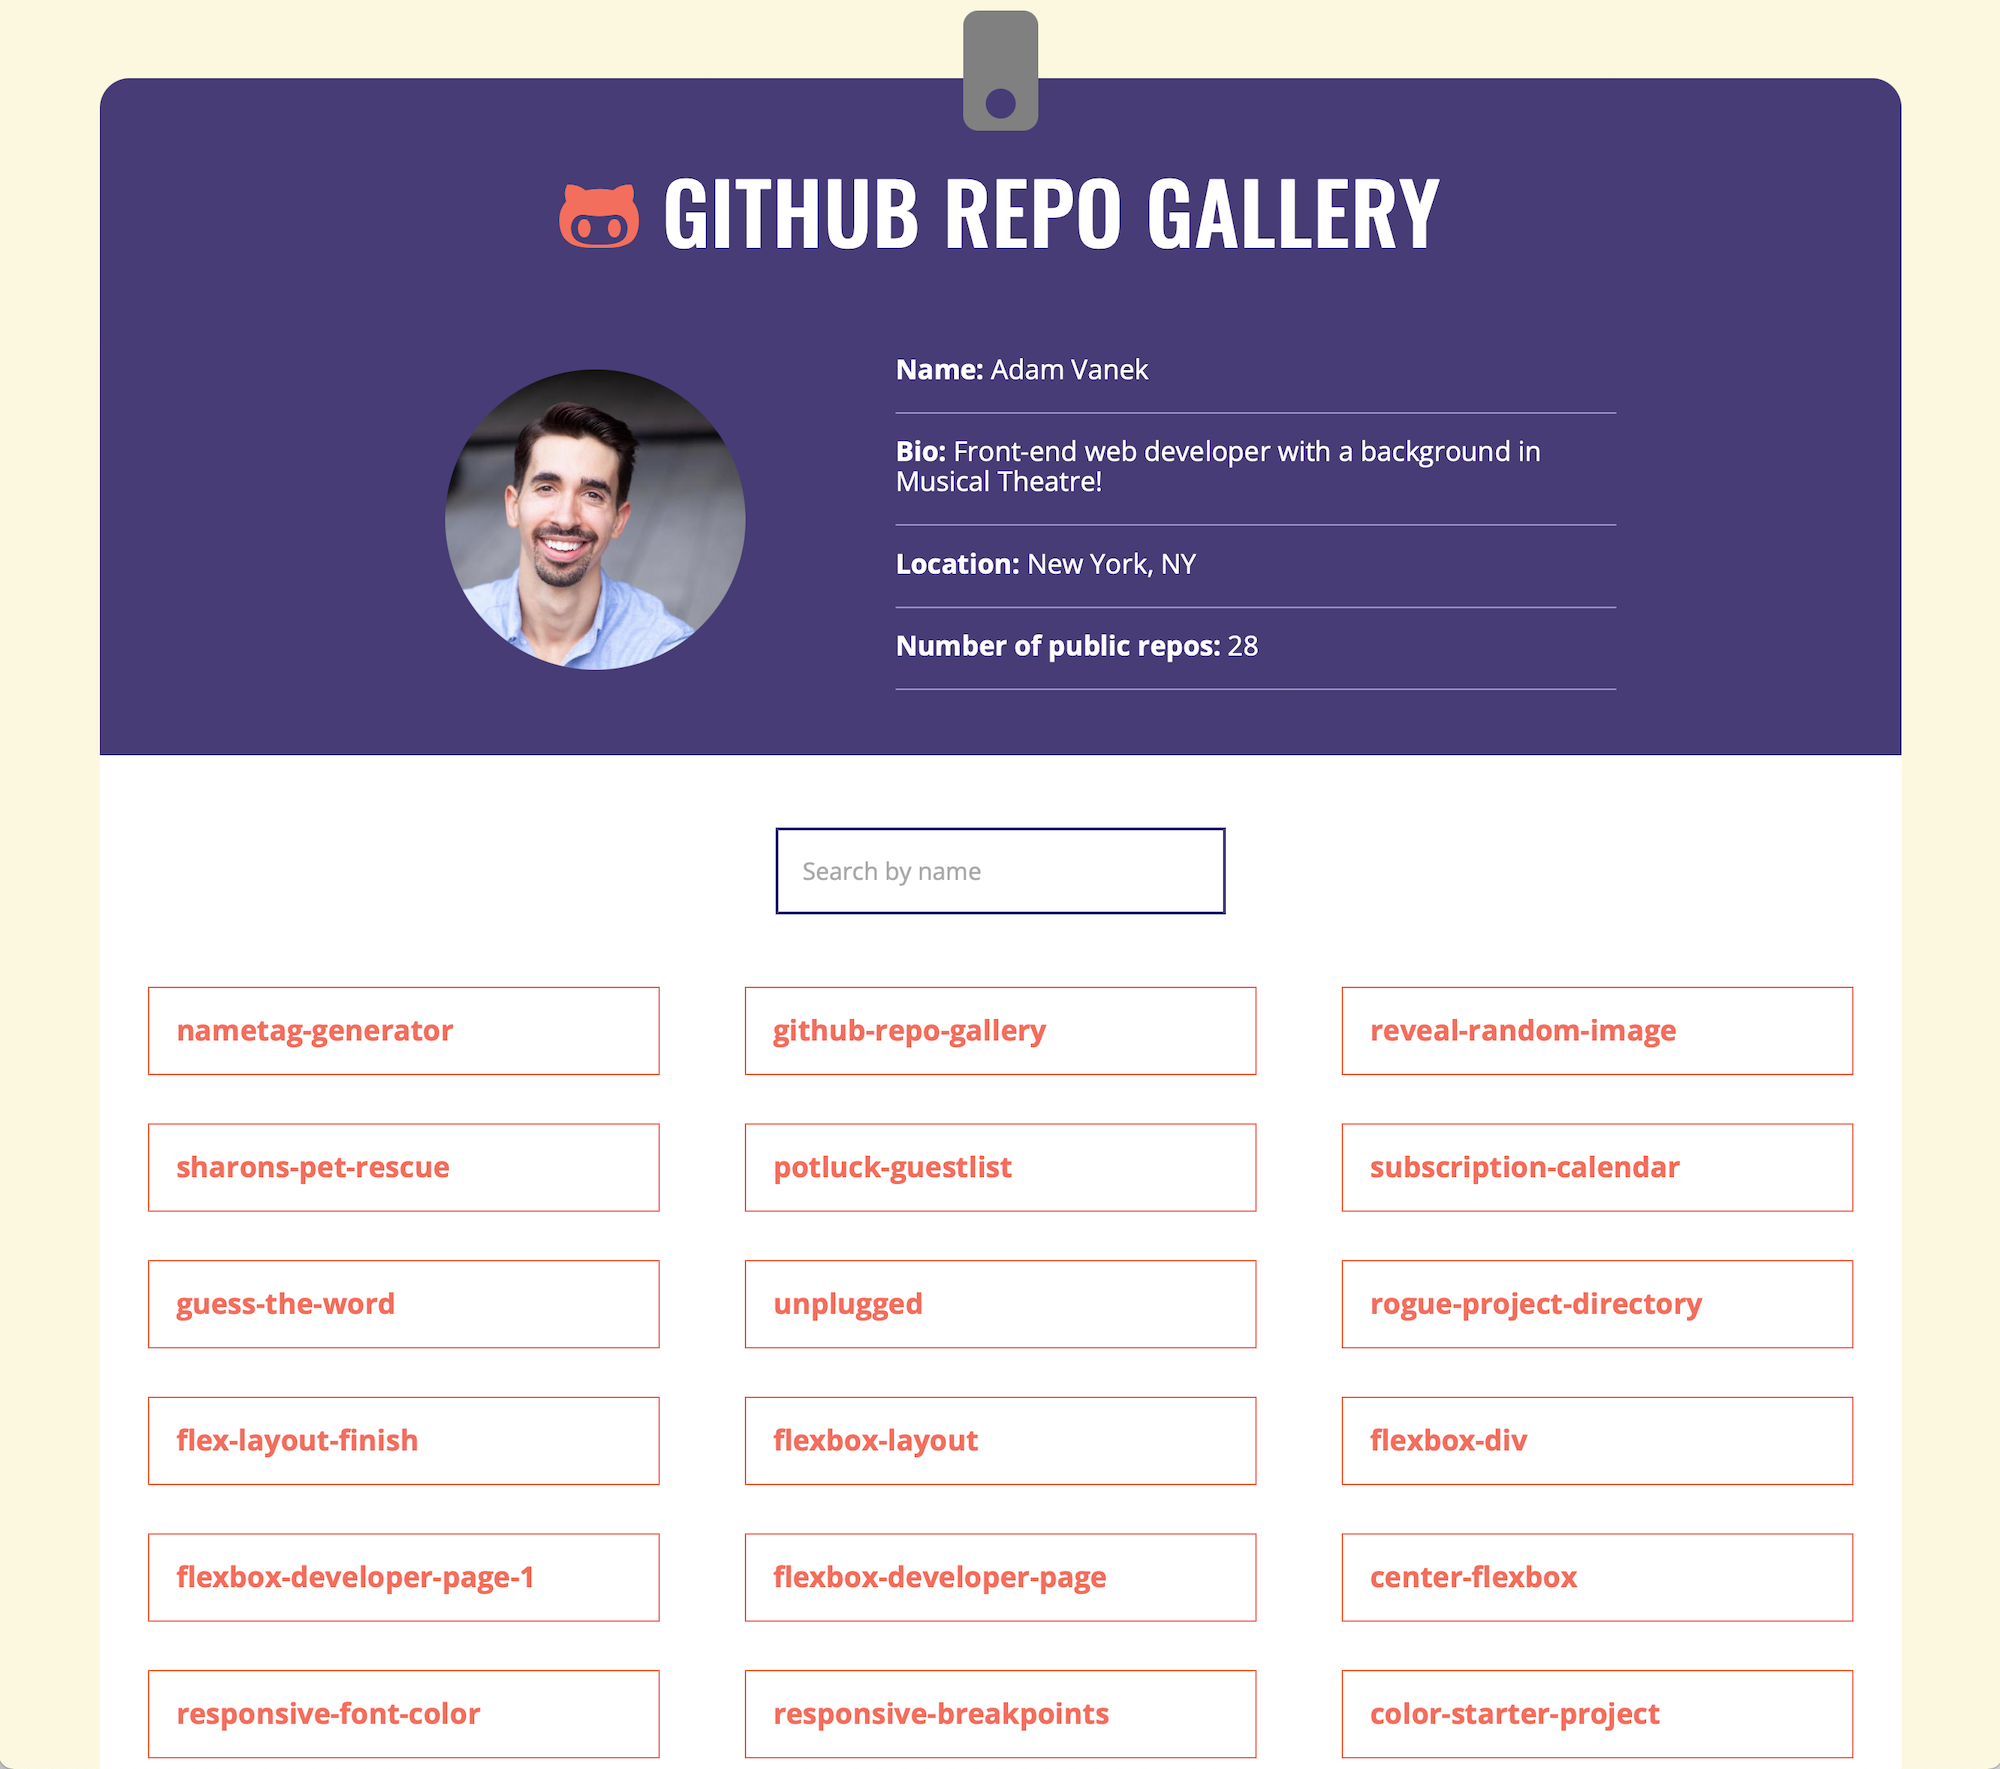 GITHUB REPO GALLERY
Name: Adam Vanek
Bio: Front-end web developer with a background in
Musical Theatre!
Location: New York, NY
Number of public repos: 28
Search by name
nametag-generator
github-repo-gallery
reveal-random-image
sharons-pet-rescue
potluck-guestlist
subscription-calendar
guess-the-word
unplugged
rogue-project-directory
flex-layout-finish
flexbox-layout
flexbox-div
flexbox-developer-page-1
flexbox-developer-page
center-flexbox
responsive-font-color
responsive-breakpoints
color-starter-project